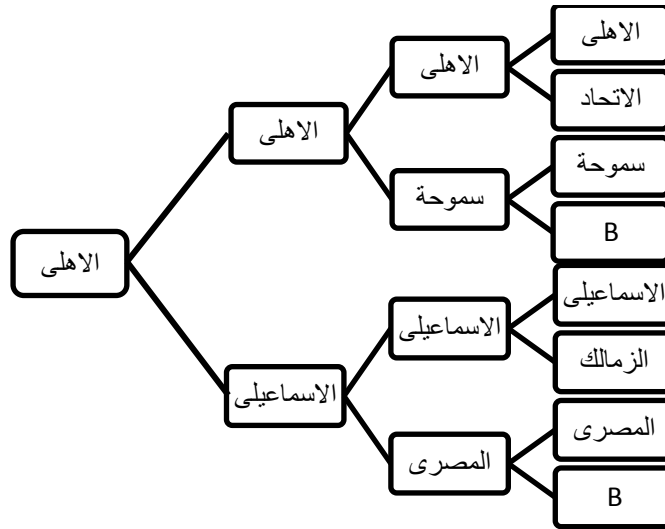 الاهلى
الاتحاد
سموحة
B
الاسماعيلى
الزمالك
المصرى
B
الاهلى
سموحة
الاسماعيلى
المصرى
الاهلى
الاسماعيلى
الاهلى